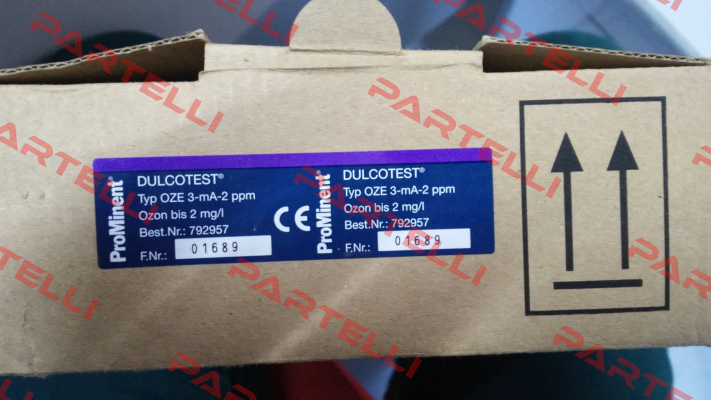 ProMinent®
DULCOTEST®
Typ OZE 3-mA-2 ppm
Ozon bis 2 mg/l
Best.Nr.: 792957
F.Nr.: 01689
CE
ProMinent®
DULCOTEST®
Typ OZE 3-mA-2 ppm
Ozon bis 2 mg/l
Best.Nr.: 792957
F.Nr.: 01689
PARTELLI
PARTELLI
PARTELLI
PARTELLI
PARTELLI
PARTELLI
PARTELLI